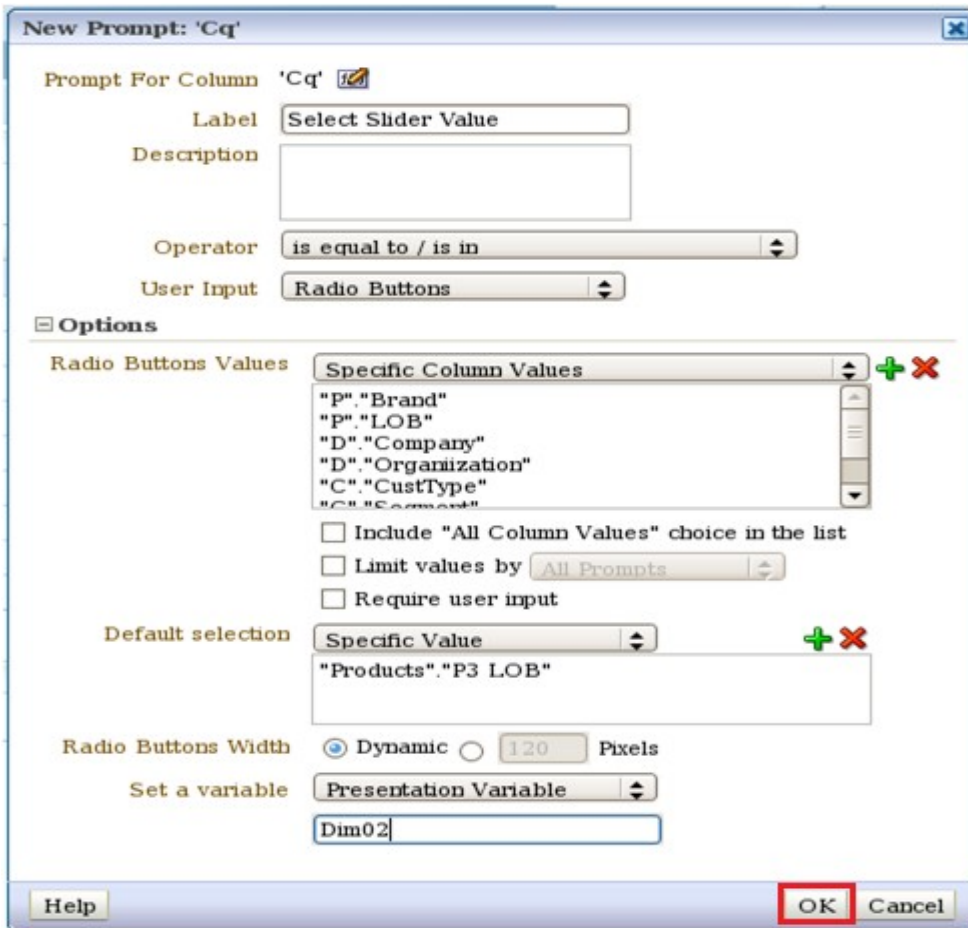 New Prompt: 'Cq'
Prompt For Column 'Cq'
Label Select Slider Value
Description
Operator is equal to / is in
User Input Radio Buttons
Options
Radio Buttons Values Specific Column Values
"P"."Brand"
"P"."LOB"
"D"."Company"
"D"."Organiization"
"C"."CustType"
"C"."Segment"
Include "All Column Values" choice in the list
Limit values by All Prompts
Require user input
Default selection Specific Value
"Products"."P3 LOB"
Radio Buttons Width Dynamic 120 Pixels
Set a variable Presentation Variable
Dim02
Help OK Cancel